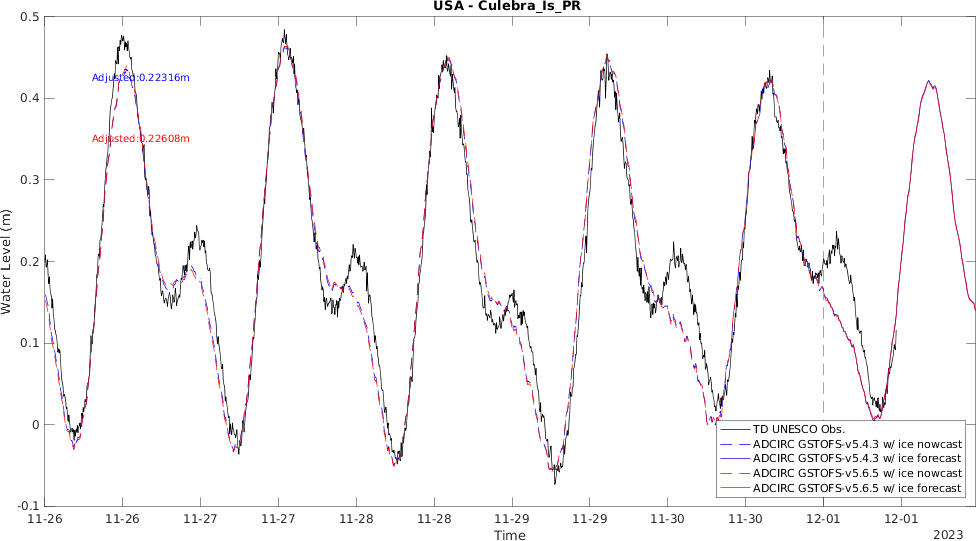 USA - Culebra_Is_PR
0.5
0.4
0.3
0.2
0.1
0
-0.1
Water Level (m)
Adjusted:0.22316m
Adjusted:0.22608m
TD UNESCO Obs.
ADCIRC GSTOFS-v5.4.3 w/ ice nowcast
ADCIRC GSTOFS-v5.4.3 w/ ice forecast
ADCIRC GSTOFS-v5.6.5 w/ ice nowcast
ADCIRC GSTOFS-v5.6.5 w/ ice forecast
11-26 11-26 11-27 11-27 11-28 11-28 11-29 11-29 11-30 11-30 12-01 12-01
Time
2023